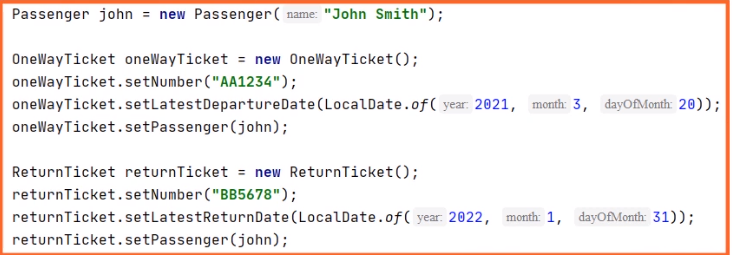 Passenger john = new Passenger( name: "John Smith");
OneWayTicket oneWayTicket = new OneWayTicket();
oneWayTicket.setNumber("AA1234");
oneWayTicket.setLatestDepartureDate(LocalDate.of( year: 2021, month: 3, dayOfMonth: 20));
oneWayTicket.setPassenger(john);
ReturnTicket returnTicket = new ReturnTicket();
returnTicket.setNumber("BB5678");
returnTicket.setLatestReturnDate(LocalDate.of( year: 2022, month: 1, dayOfMonth: 31));
returnTicket.setPassenger(john);